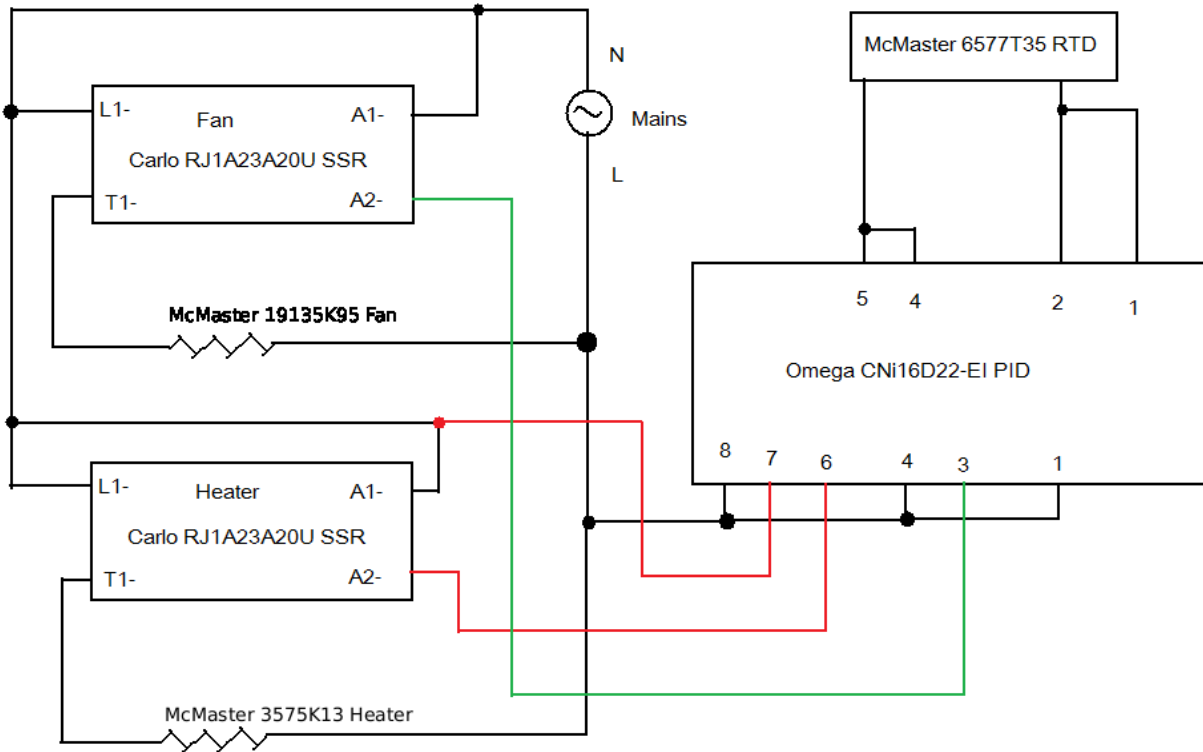 N
Mains
L
L1-
Fan
A1-
Carlo RJ1A23A20U SSR
T1-
A2-
McMaster 19135K95 Fan
L1-
Heater
A1-
Carlo RJ1A23A20U SSR
T1-
A2-
McMaster 3575K13 Heater
McMaster 6577T35 RTD
5 4 2 1
Omega CNi16D22-EI PID
8 7 6 4 3 1